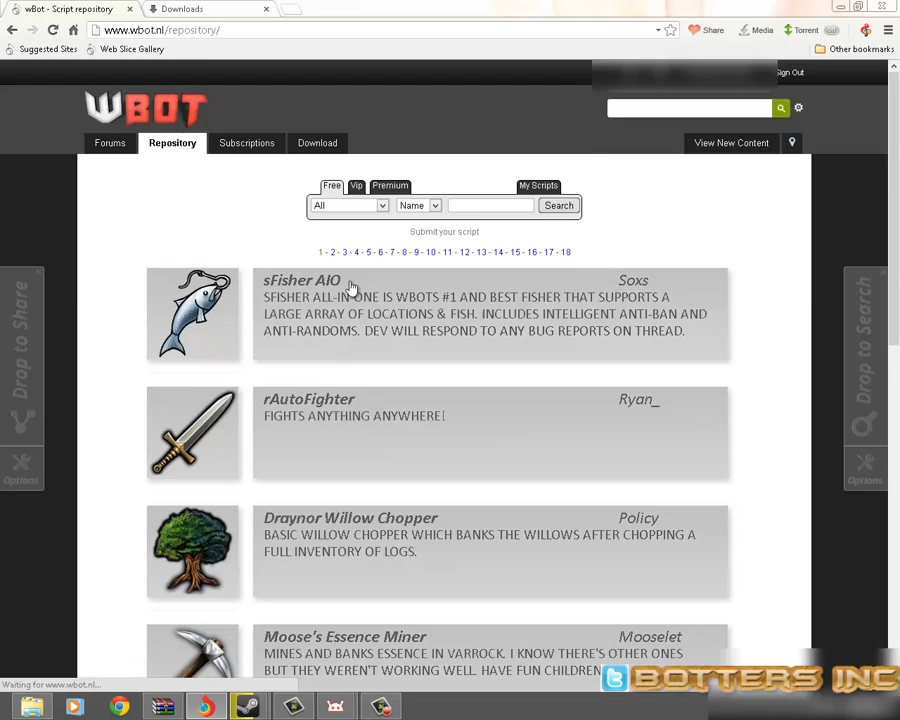 wBot - Script repository
Downloads
www.wbot.nl/repository/
Share
Media
Torrent
Suggested Sites
Web Slice Gallery
Other bookmarks
Sign Out
WBOT
Forums
Repository
Subscriptions
Download
View New Content
Free
Vip
Premium
My Scripts
All
Name
Search
Submit your script
1 - 2 - 3 - 4 - 5 - 6 - 7 - 8 - 9 - 10 - 11 - 12 - 13 - 14 - 15 - 16 - 17 - 18
sFisher AIO
Soxs
SFISHER ALL-IN-ONE IS WBOTS #1 AND BEST FISHER THAT SUPPORTS A
LARGE ARRAY OF LOCATIONS & FISH. INCLUDES INTELLIGENT ANTI-BAN AND
ANTI-RANDOMS. DEV WILL RESPOND TO ANY BUG REPORTS ON THREAD.
rAutoFighter
Ryan_
FIGHTS ANYTHING ANYWHERE!
Draynor Willow Chopper
Policy
BASIC WILLOW CHOPPER WHICH BANKS THE WILLOWS AFTER CHOPPING A
FULL INVENTORY OF LOGS.
Moose's Essence Miner
Mooselet
MINES AND BANKS ESSENCE IN VARROCK. I KNOW THERE'S OTHER ONES
BUT THEY WEREN'T WORKING WELL. HAVE FUN CHILDREN
Drop to Share
Options
Drop to Search
Options
Waiting for www.wbot.nl...
BOTTERS INC